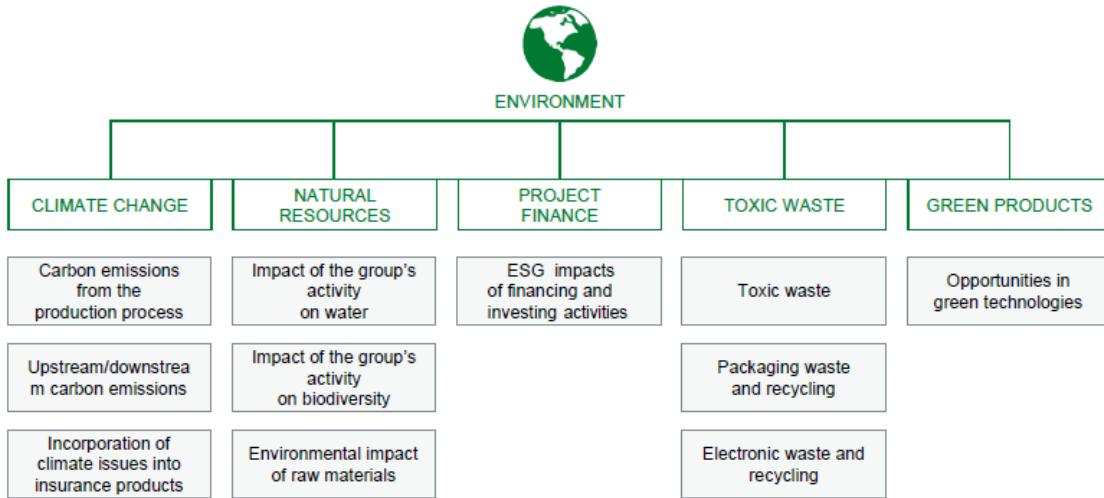 ENVIRONMENT
CLIMATE CHANGE
NATURAL
RESOURCES
PROJECT
FINANCE
TOXIC WASTE
GREEN PRODUCTS
Carbon emissions
from the
production process
Impact of the group's
activity
on water
ESG impacts
of financing and
investing activities
Toxic waste
Opportunities in
green technologies
Upstream/downstrea
m carbon emissions
Impact of the group's
activity
on biodiversity
Packaging waste
and recycling
Incorporation of
climate issues into
insurance products
Environmental impact
of raw materials
Electronic waste and
recycling